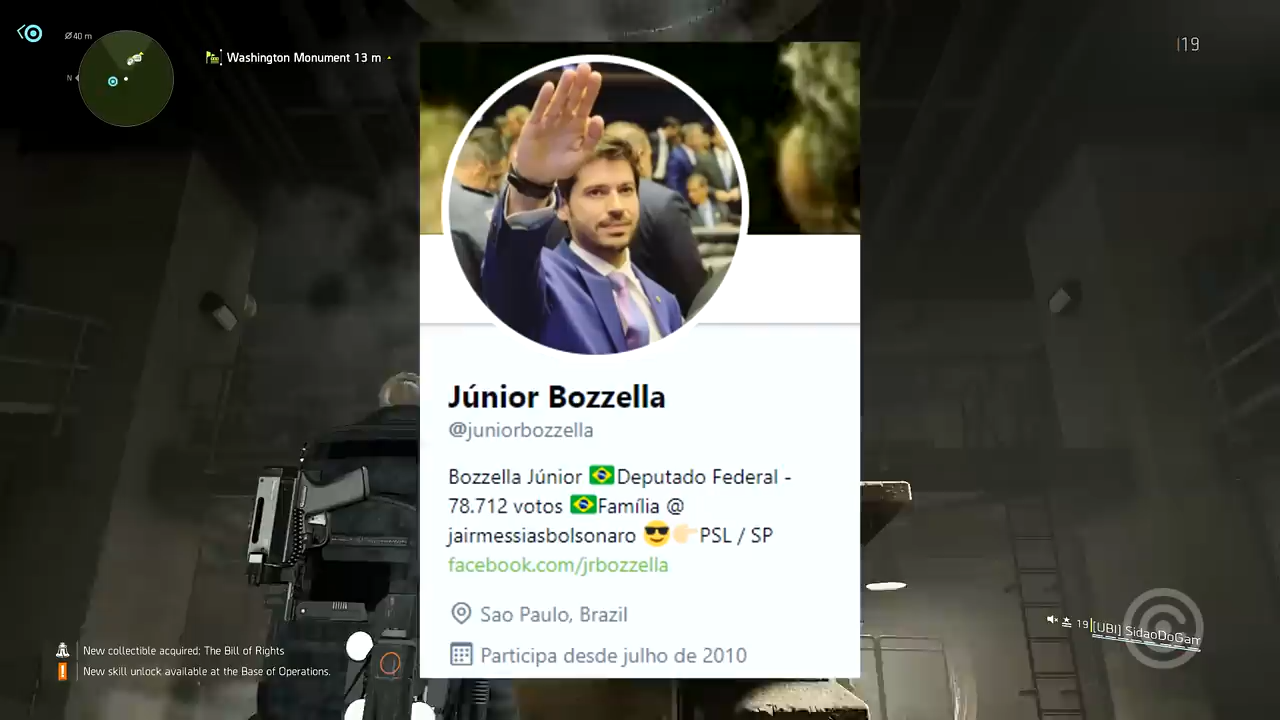 Ø40 m
N
Washington Monument 13 m
19
Júnior Bozzella
@juniorbozzella
Bozzella Júnior 🇧🇷Deputado Federal -
78.712 votos 🇧🇷Família @
jairmessiasbolsonaro 😎👉PSL / SP
facebook.com/jrbozzella
Sao Paulo, Brazil
Participa desde julho de 2010
New collectible acquired: The Bill of Rights
New skill unlock available at the Base of Operations.
19 [UBI] SidaoDoGam